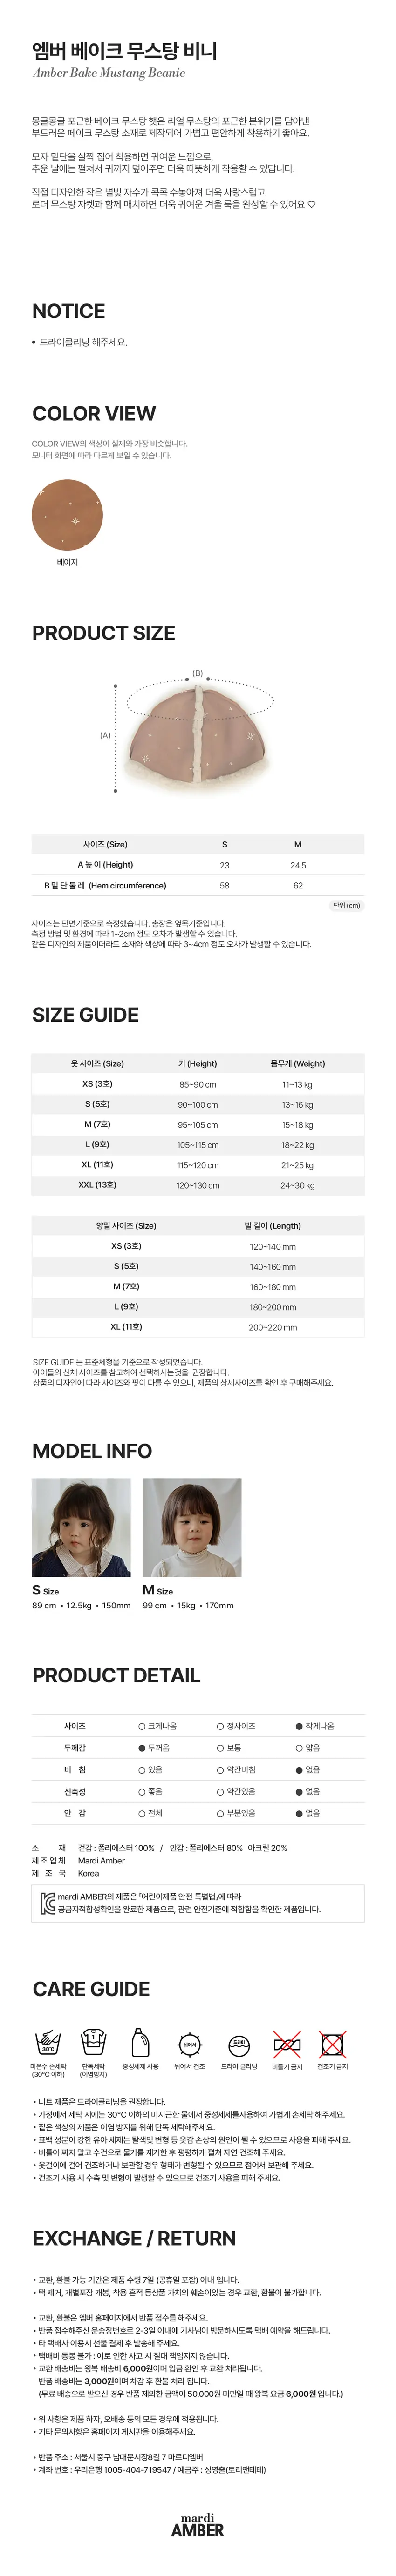 엠버 베이크 무스탕 비니
Amber Bake Mustang Beanie
몽글몽글 포근한 베이크 무스탕 햇은 리얼 무스탕의 포근한 분위기를 담아낸
부드러운 페이크 무스탕 소재로 제작되어 가볍고 편안하게 착용하기 좋아요.
모자 밑단을 살짝 접어 착용하면 귀여운 느낌으로,
추운 날에는 펼쳐서 귀까지 덮어주면 더욱 따뜻하게 착용할 수 있답니다.
직접 디자인한 작은 별빛 자수가 콕콕 수놓아져 더욱 사랑스럽고
로더 무스탕 자켓과 함께 매치하면 더욱 귀여운 겨울 룩을 완성할 수 있어요 ♡
NOTICE
• 드라이클리닝 해주세요.
COLOR VIEW
COLOR VIEW의 색상이 실제와 가장 비슷합니다.
모니터 화면에 따라 다르게 보일 수 있습니다.
베이지
PRODUCT SIZE
(B)
(A)
사이즈 (Size) S M
A 높이 (Height) 23 24.5
B 밑단둘레 (Hem circumference) 58 62
단위 (cm)
사이즈는 단면기준으로 측정했습니다. 총장은 옆목기준입니다.
측정 방법 및 환경에 따라 1~2cm 정도 오차가 발생할 수 있습니다.
같은 디자인의 제품이더라도 소재와 색상에 따라 3~4cm 정도 오차가 발생할 수 있습니다.
SIZE GUIDE
옷 사이즈 (Size) 키 (Height) 몸무게 (Weight)
XS (3호) 85~90 cm 11~13 kg
S (5호) 90~100 cm 13~16 kg
M (7호) 95~105 cm 15~18 kg
L (9호) 105~115 cm 18~22 kg
XL (11호) 115~120 cm 21~25 kg
XXL (13호) 120~130 cm 24~30 kg
양말 사이즈 (Size) 발 길이 (Length)
XS (3호) 120~140 mm
S (5호) 140~160 mm
M (7호) 160~180 mm
L (9호) 180~200 mm
XL (11호) 200~220 mm
SIZE GUIDE 는 표준체형을 기준으로 작성되었습니다.
아이들의 신체 사이즈를 참고하여 선택하시는것을 권장합니다.
상품의 디자인에 따라 사이즈와 핏이 다를 수 있으니, 제품의 상세사이즈를 확인 후 구매해주세요.
MODEL INFO
S Size
89 cm • 12.5kg • 150mm
M Size
99 cm • 15kg • 170mm
PRODUCT DETAIL
사이즈 ○ 크게나옴 ○ 정사이즈 ● 작게나옴
두께감 ● 두꺼움 ○ 보통 ○ 얇음
비 침 ○ 있음 ○ 약간비침 ● 없음
신축성 ○ 좋음 ○ 약간있음 ● 없음
안 감 ○ 전체 ○ 부분있음 ● 없음
소 재 겉감 : 폴리에스터 100% / 안감 : 폴리에스터 80% 아크릴 20%
제조업체 Mardi Amber
제 조 국 Korea
mardi AMBER의 제품은 「어린이제품 안전 특별법」에 따라
공급자적합성확인을 완료한 제품으로, 관련 안전기준에 적합함을 확인한 제품입니다.
CARE GUIDE
30℃
1
뉘어서
드라이
미온수 손세탁 (30℃ 이하)
단독세탁 (이염방지)
중성세제 사용
뉘어서 건조
드라이 클리닝
비틀기 금지
건조기 금지
• 니트 제품은 드라이클리닝을 권장합니다.
• 가정에서 세탁 시에는 30℃ 이하의 미지근한 물에서 중성세제를사용하여 가볍게 손세탁 해주세요.
• 짙은 색상의 제품은 이염 방지를 위해 단독 세탁해주세요.
• 표백 성분이 강한 유아 세제는 탈색및 변형 등 옷감 손상의 원인이 될 수 있으므로 사용을 피해 주세요.
• 비틀어 짜지 말고 수건으로 물기를 제거한 후 평평하게 펼쳐 자연 건조해 주세요.
• 옷걸이에 걸어 건조하거나 보관할 경우 형태가 변형될 수 있으므로 접어서 보관해 주세요.
• 건조기 사용 시 수축 및 변형이 발생할 수 있으므로 건조기 사용을 피해 주세요.
EXCHANGE / RETURN
• 교환, 환불 가능 기간은 제품 수령 7일 (공휴일 포함) 이내 입니다.
• 택 제거, 개별포장 개봉, 착용 흔적 등상품 가치의 훼손이있는 경우 교환, 환불이 불가합니다.
• 교환, 환불은 엠버 홈페이지에서 반품 접수를 해주세요.
• 반품 접수해주신 운송장번호로 2-3일 이내에 기사님이 방문하시도록 택배 예약을 해드립니다.
• 타 택배사 이용시 선불 결제 후 발송해 주세요.
• 택배비 동봉 불가 : 이로 인한 사고 시 절대 책임지지 않습니다.
• 교환 배송비는 왕복 배송비 6,000원이며 입금 환인 후 교환 처리됩니다.
반품 배송비는 3,000원이며 차감 후 환불 처리 됩니다.
(무료 배송으로 받으신 경우 반품 제외한 금액이 50,000원 미만일 때 왕복 요금 6,000원 입니다.)
• 위 사항은 제품 하자, 오배송 등의 모든 경우에 적용됩니다.
• 기타 문의사항은 홈페이지 게시판을 이용해주세요.
• 반품 주소 : 서울시 중구 남대문시장8길 7 마르디엠버
• 계좌 번호 : 우리은행 1005-404-719547 / 예금주 : 성영졸(토리앤테테)
mardi
AMBER